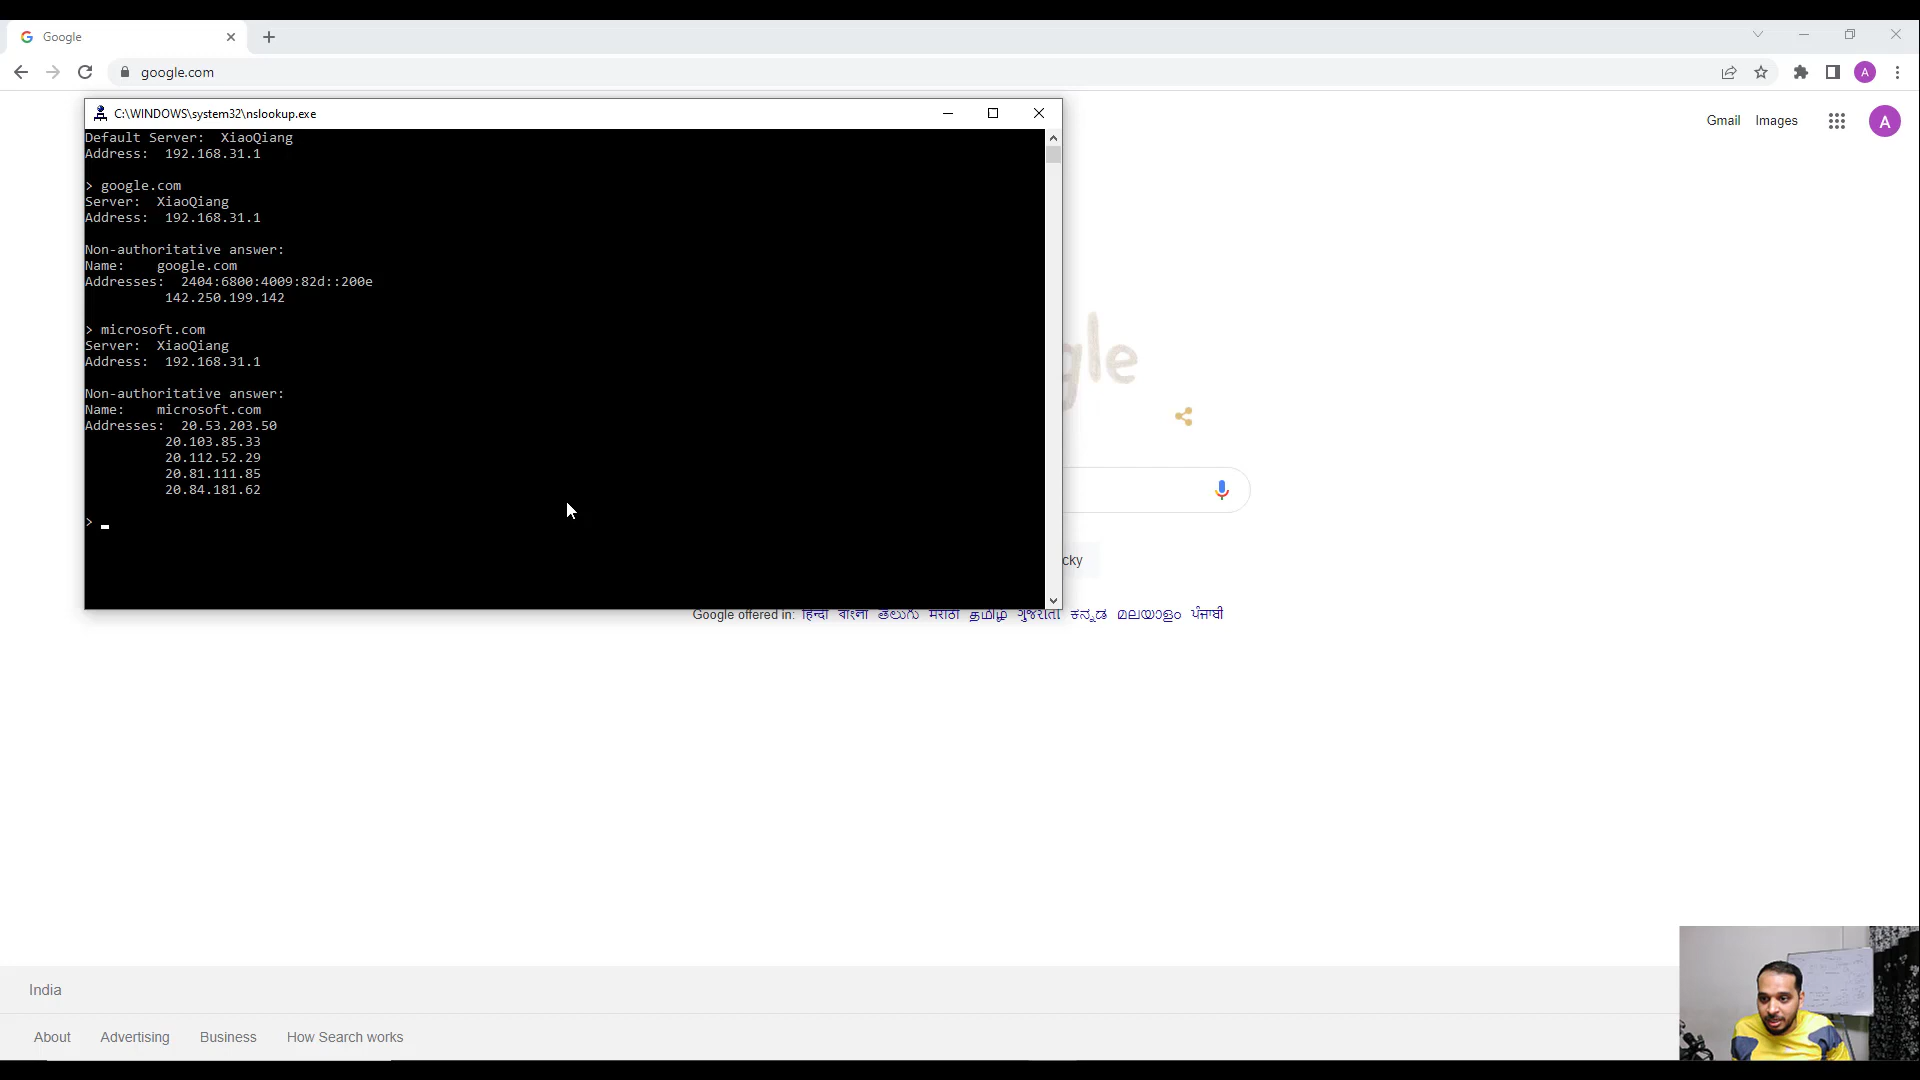 Google
google.com
C:\WINDOWS\system32\nslookup.exe
Gmail Images A
Default Server:  XiaoQiang
Address:  192.168.31.1
> google.com
Server:  XiaoQiang
Address:  192.168.31.1
Non-authoritative answer:
Name:    google.com
Addresses:  2404:6800:4009:82d::200e
142.250.199.142
> microsoft.com
Server:  XiaoQiang
Address:  192.168.31.1
Non-authoritative answer:
Name:    microsoft.com
Addresses:  20.53.203.50
20.103.85.33
20.112.52.29
20.81.111.85
20.84.181.62
>
gle
cky
Google offered in: हिन्दी বাংলা తెలుగు मराठी தமிழ் ગુજરાતી ಕನ್ನಡ മലയാളം ਪੰਜਾਬੀ
India
About Advertising Business How Search works